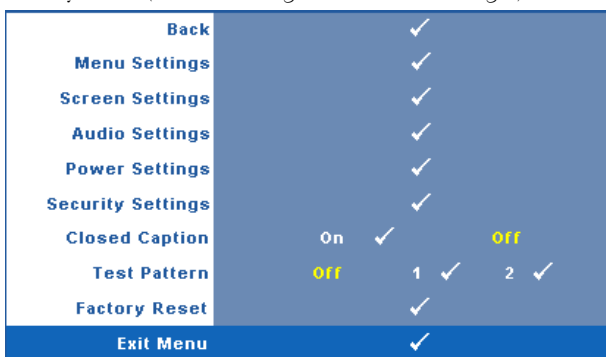 Back ✓
Menu Settings ✓
Screen Settings ✓
Audio Settings ✓
Power Settings ✓
Security Settings ✓
Closed Caption On ✓ Off
Test Pattern Off 1 ✓ 2 ✓
Factory Reset ✓
Exit Menu ✓